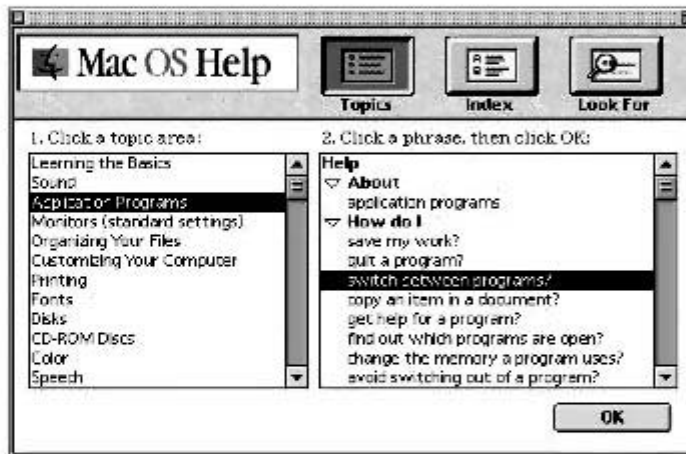 Mac OS Help
Topics
Index
Look For
1. Click a topic area:
Learning the Basics
Sound
Application Programs
Monitors (standard settings)
Organizing Your Files
Customizing Your Computer
Printing
Fonts
Disks
CD-ROM Discs
Color
Speech
2. Click a phrase, then click OK:
Help
About
application programs
How do I
save my work?
quit a program?
switch between programs?
copy an item in a document?
get help for a program?
find out which programs are open?
change the memory a program uses?
avoid switching out of a program?
OK